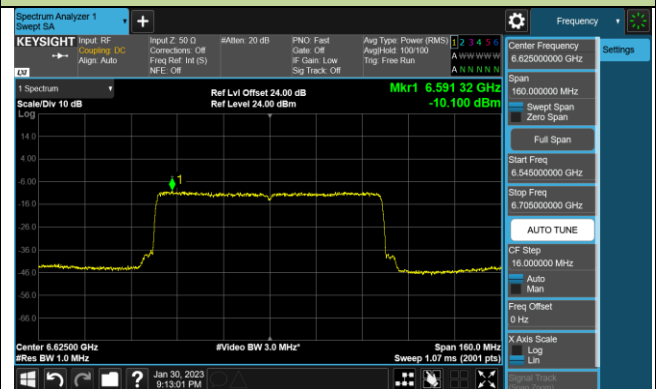 Spectrum Analyzer 1
Swept SA
+
Frequency
KEYSIGHT
Input: RF
Coupling: DC
Align: Auto
Input Z: 50 Ω
Corrections: Off
Freq Ref: Int (S)
NFE: Off
#Atten: 20 dB
PNO: Fast
Gate: Off
IF Gain: Low
Sig Track: Off
Avg Type: Power (RMS)
Avg|Hold: 100/100
Trig: Free Run
1 2 3 4 5 6
A W W W W W
A N N N N N
LXI
1 Spectrum
Scale/Div 10 dB
Log
Ref Lvl Offset 24.00 dB
Ref Level 24.00 dBm
Mkr1 6.591 32 GHz
-10.100 dBm
14.0
4.00
-6.00
-16.0
-26.0
-36.0
-46.0
-56.0
-66.0
1
Center 6.62500 GHz
#Res BW 1.0 MHz
#Video BW 3.0 MHz*
Span 160.0 MHz
Sweep 1.07 ms (2001 pts)
?
Jan 30, 2023
9:13:01 PM
Center Frequency
6.625000000 GHz
Span
160.000000 MHz
Swept Span
Zero Span
Full Span
Start Freq
6.545000000 GHz
Stop Freq
6.705000000 GHz
AUTO TUNE
CF Step
16.000000 MHz
Auto
Man
Freq Offset
0 Hz
X Axis Scale
Log
Lin
Signal Track
(Span Zoom)
Settings